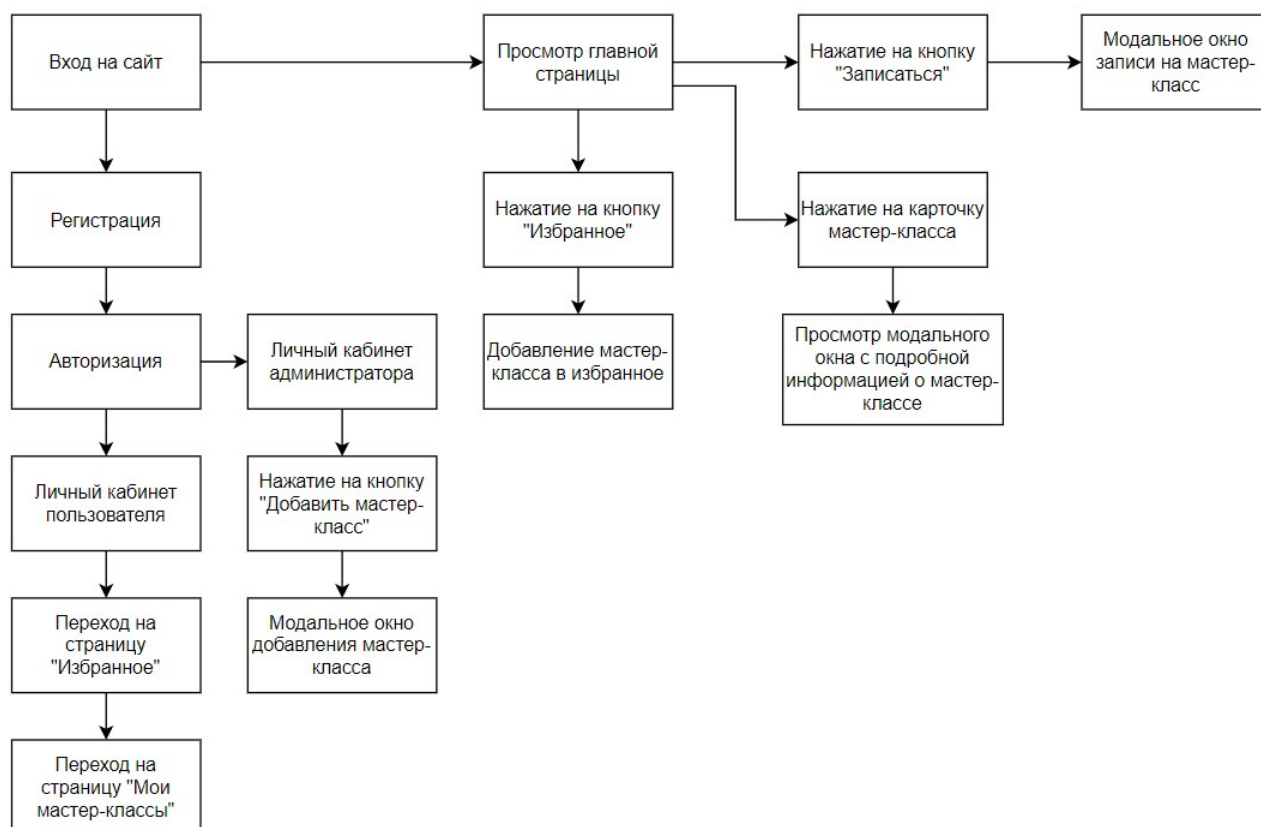 Вход на сайт
Просмотр главной
страницы
Нажатие на кнопку
"Записаться"
Модальное окно
записи на мастер-
класс
Регистрация
Нажатие на кнопку
"Избранное"
Нажатие на карточку
мастер-класса
Авторизация
Личный кабинет
администратора
Добавление мастер-
класса в избранное
Просмотр модального
окна с подробной
информацией о мастер-
классе
Личный кабинет
пользователя
Нажатие на кнопку
"Добавить мастер-
класс"
Переход на
страницу
"Избранное"
Модальное окно
добавления мастер-
класса
Переход на
страницу "Мои
мастер-классы"